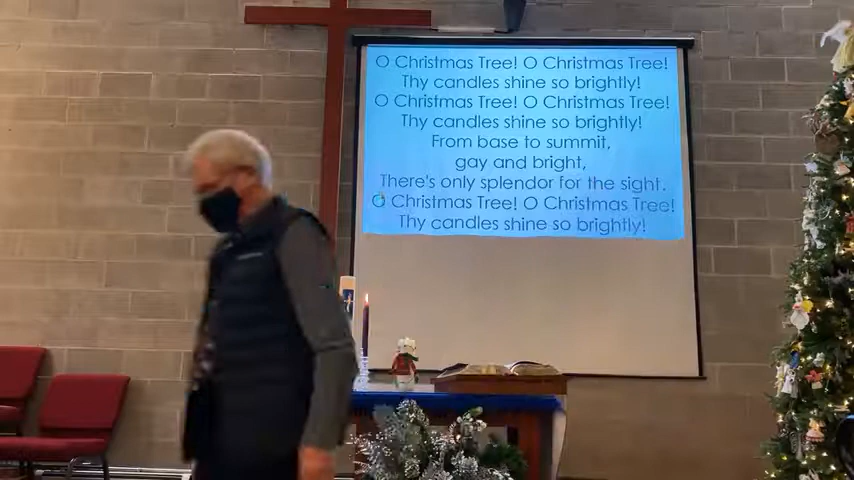 O Christmas Tree! O Christmas Tree!
Thy candles shine so brightly!
O Christmas Tree! O Christmas Tree!
Thy candles shine so brightly!
From base to summit,
gay and bright,
There's only splendor for the sight.
O Christmas Tree! O Christmas Tree!
Thy candles shine so brightly!